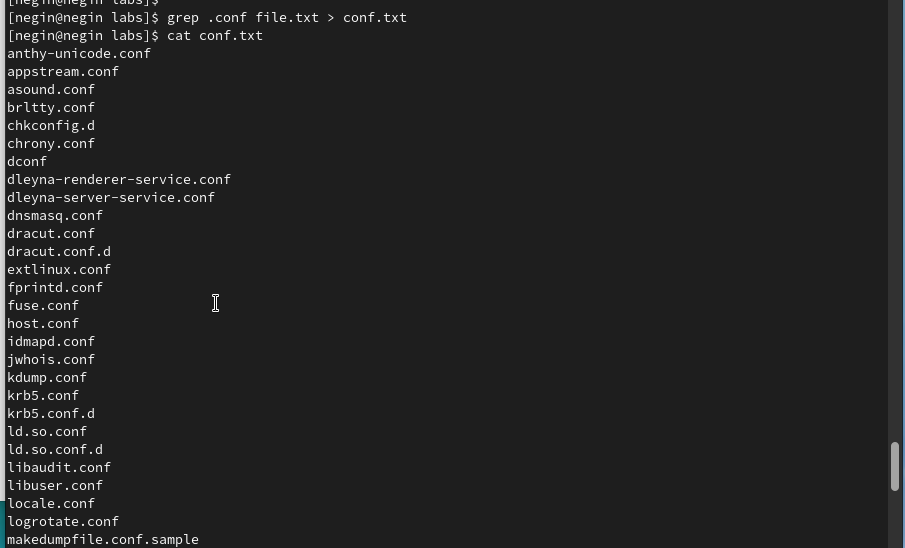 [negin@negin labs]$
[negin@negin labs]$ grep .conf file.txt > conf.txt
[negin@negin labs]$ cat conf.txt
anthy-unicode.conf
appstream.conf
asound.conf
brltty.conf
chkconfig.d
chrony.conf
dconf
dleyna-renderer-service.conf
dleyna-server-service.conf
dnsmasq.conf
dracut.conf
dracut.conf.d
extlinux.conf
fprintd.conf
fuse.conf
host.conf
idmapd.conf
jwhois.conf
kdump.conf
krb5.conf
krb5.conf.d
ld.so.conf
ld.so.conf.d
libaudit.conf
libuser.conf
locale.conf
logrotate.conf
makedumpfile.conf.sample